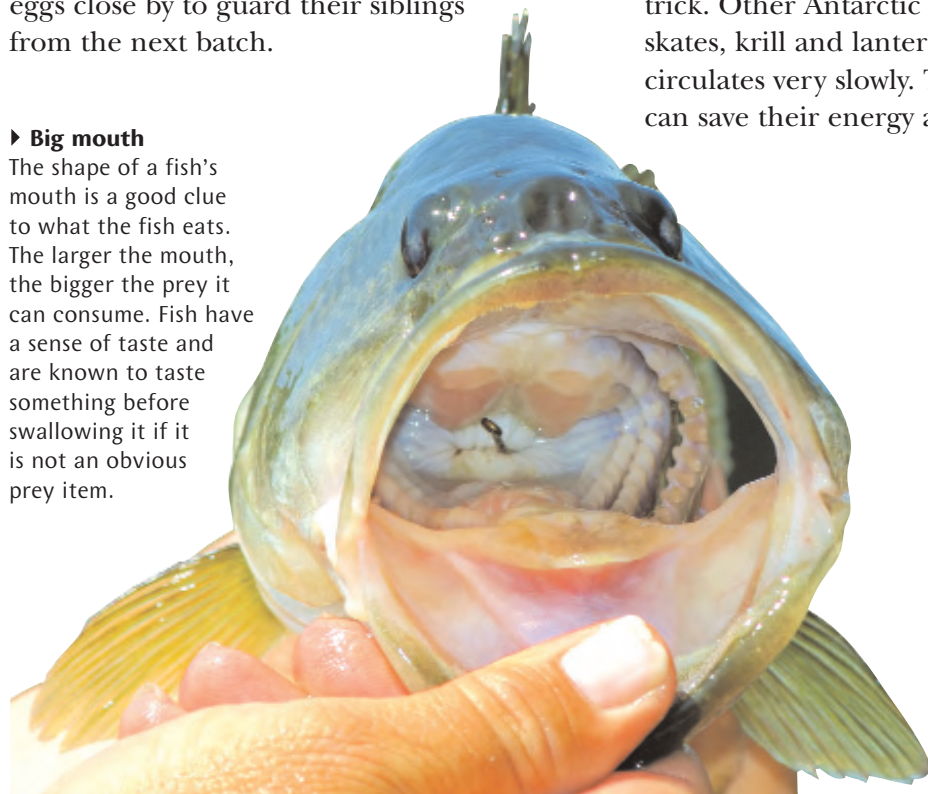 eggs close by to guard their siblings
from the next batch.
▶ Big mouth
The shape of a fish's
mouth is a good clue
to what the fish eats.
The larger the mouth,
the bigger the prey it
can consume. Fish have
a sense of taste and
are known to taste
something before
swallowing it if it
is not an obvious
prey item.
trick. Other Antarctic
skates, krill and
circulates very slowly.
can save their energy